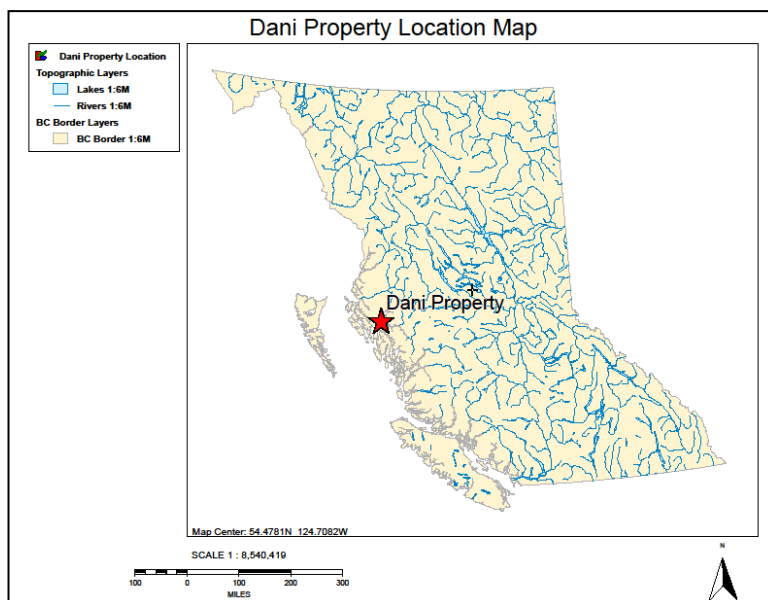 Dani Property Location Map
Dani Property Location
Topographic Layers
Lakes 1:6M
Rivers 1:6M
BC Border Layers
BC Border 1:6M
Dani Property
Map Center: 54.4781N 124.7082W
SCALE 1 : 8,540,419
100 0 100 200 300
MILES
N